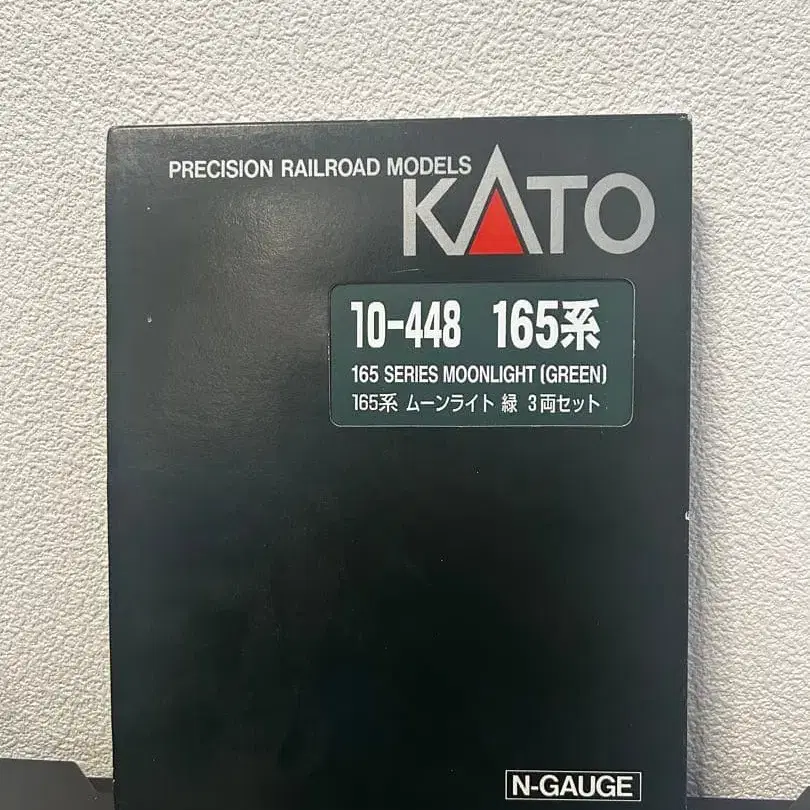 PRECISION RAILROAD MODELS
KATO
10-448 165系
165 SERIES MOONLIGHT (GREEN)
165系 ムーンライト 緑 3両セット
N-GAUGE